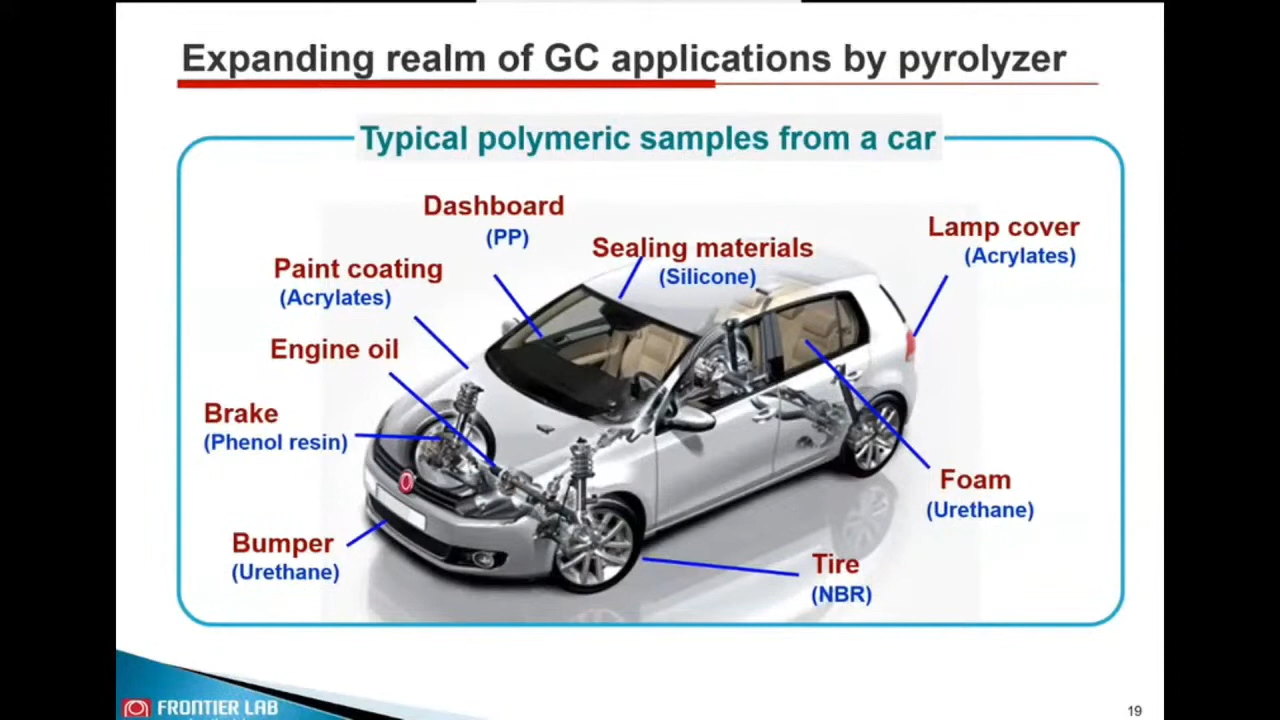 Expanding realm of GC applications by pyrolyzer
Typical polymeric samples from a car
Dashboard
(PP)
Sealing materials
(Silicone)
Lamp cover
(Acrylates)
Paint coating
(Acrylates)
Engine oil
Brake
(Phenol resin)
Foam
(Urethane)
Bumper
(Urethane)
Tire
(NBR)
FRONTIER LAB
19